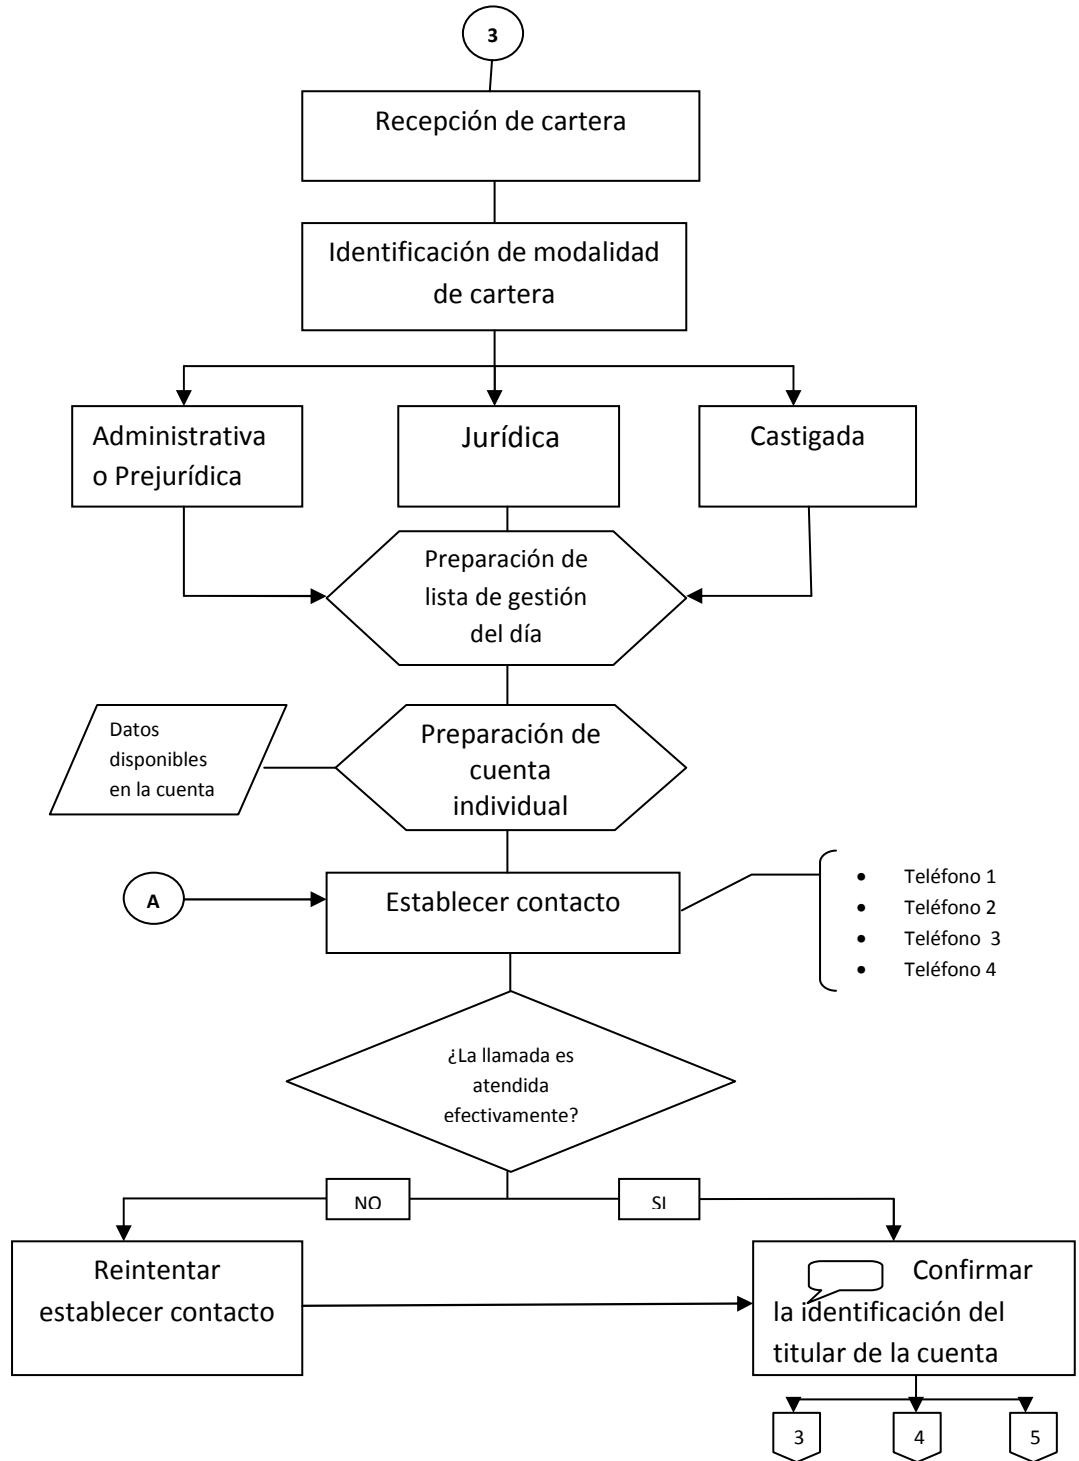 3
Recepción de cartera
Identificación de modalidad
de cartera
Administrativa
o Prejurídica
Jurídica
Castigada
Preparación de
lista de gestión
del día
Datos
disponibles
en la cuenta
Preparación de
cuenta
individual
A
Establecer contacto
• Teléfono 1
• Teléfono 2
• Teléfono 3
• Teléfono 4
¿La llamada es
atendida
efectivamente?
NO
SI
Reintentar
establecer contacto
Confirmar
la identificación del
titular de la cuenta
3
4
5